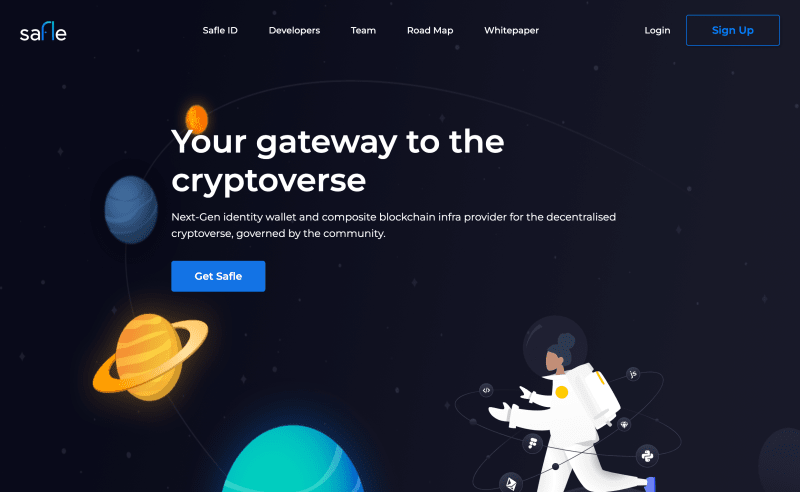 safle
Safle ID
Developers
Team
Road Map
Whitepaper
Login
Sign Up
Your gateway to the
cryptoverse
Next-Gen identity wallet and composite blockchain infra provider for the decentralised
cryptoverse, governed by the community.
Get Safle
</>
js